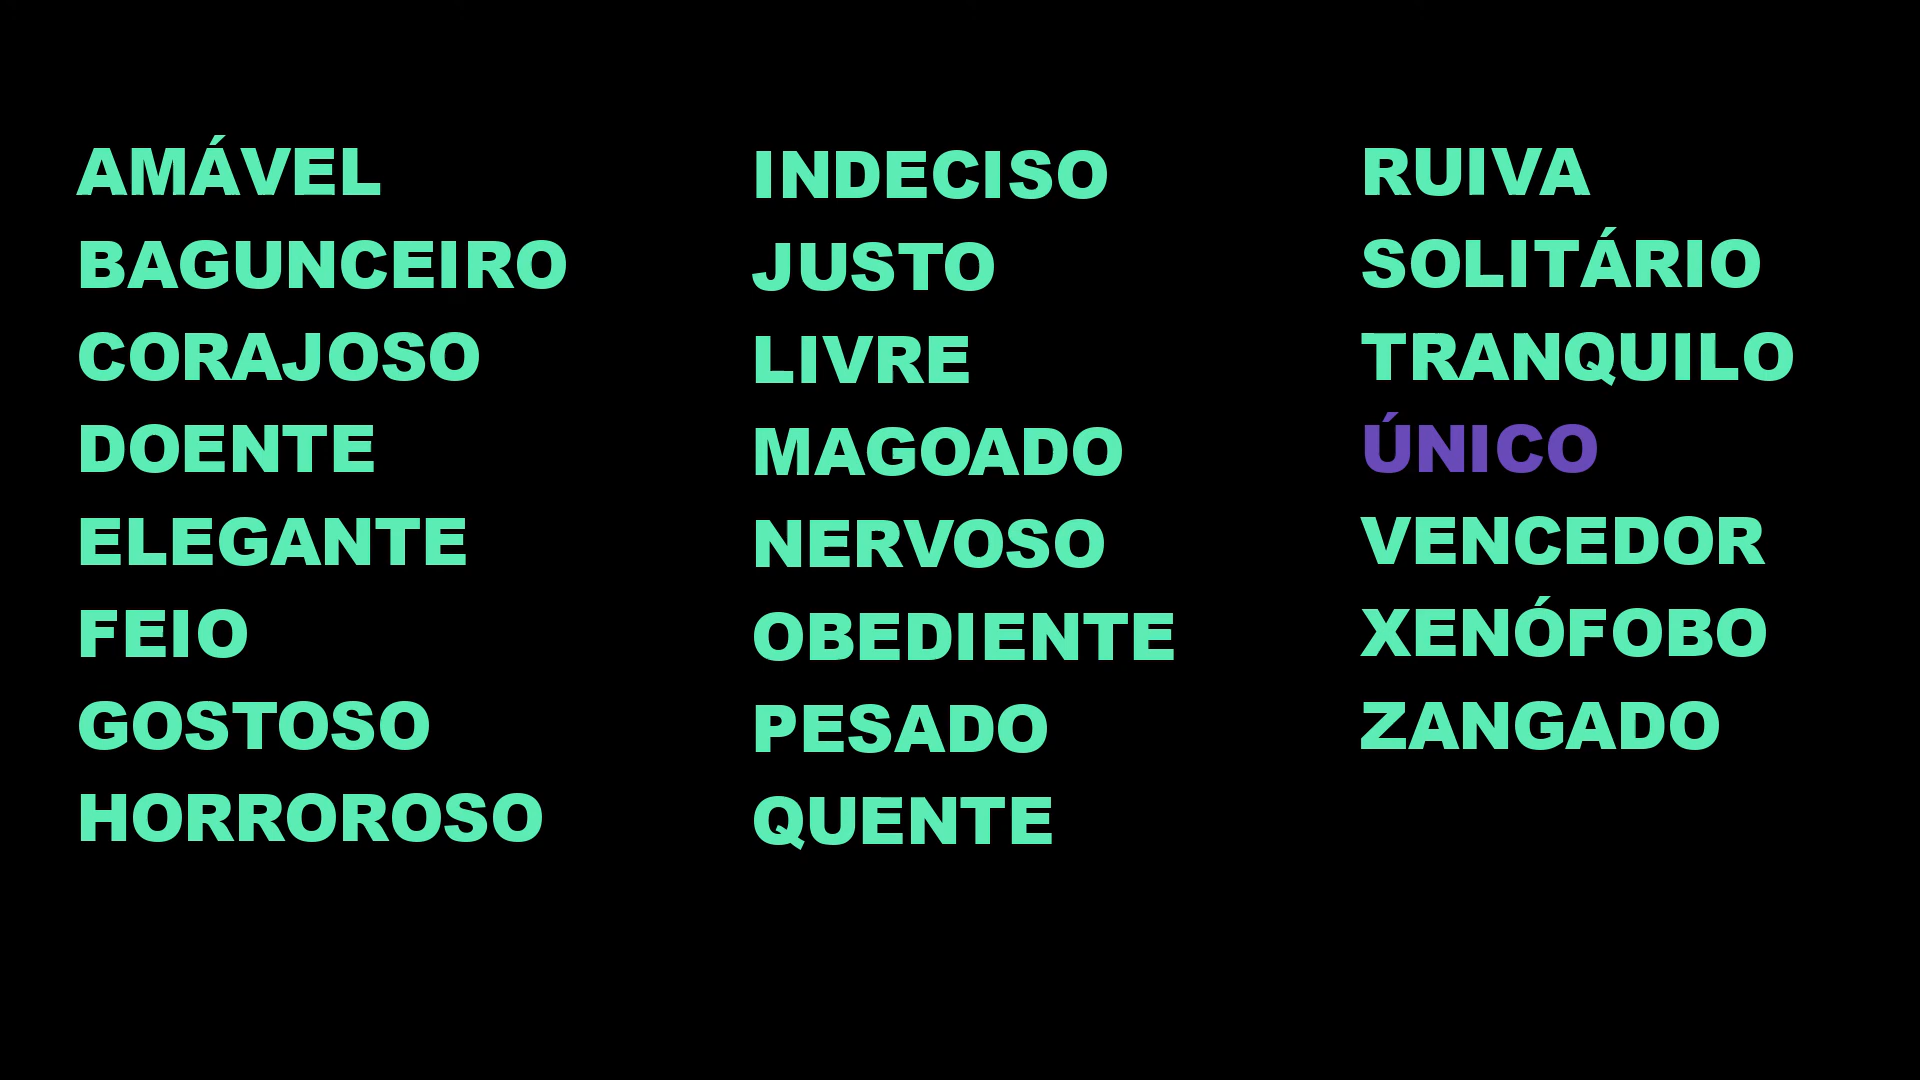 AMÁVEL
BAGUNCEIRO
CORAJOSO
DOENTE
ELEGANTE
FEIO
GOSTOSO
HORROROSO
INDECISO
JUSTO
LIVRE
MAGOADO
NERVOSO
OBEDIENTE
PESADO
QUENTE
RUIVA
SOLITÁRIO
TRANQUILO
ÚNICO
VENCEDOR
XENÓFOBO
ZANGADO